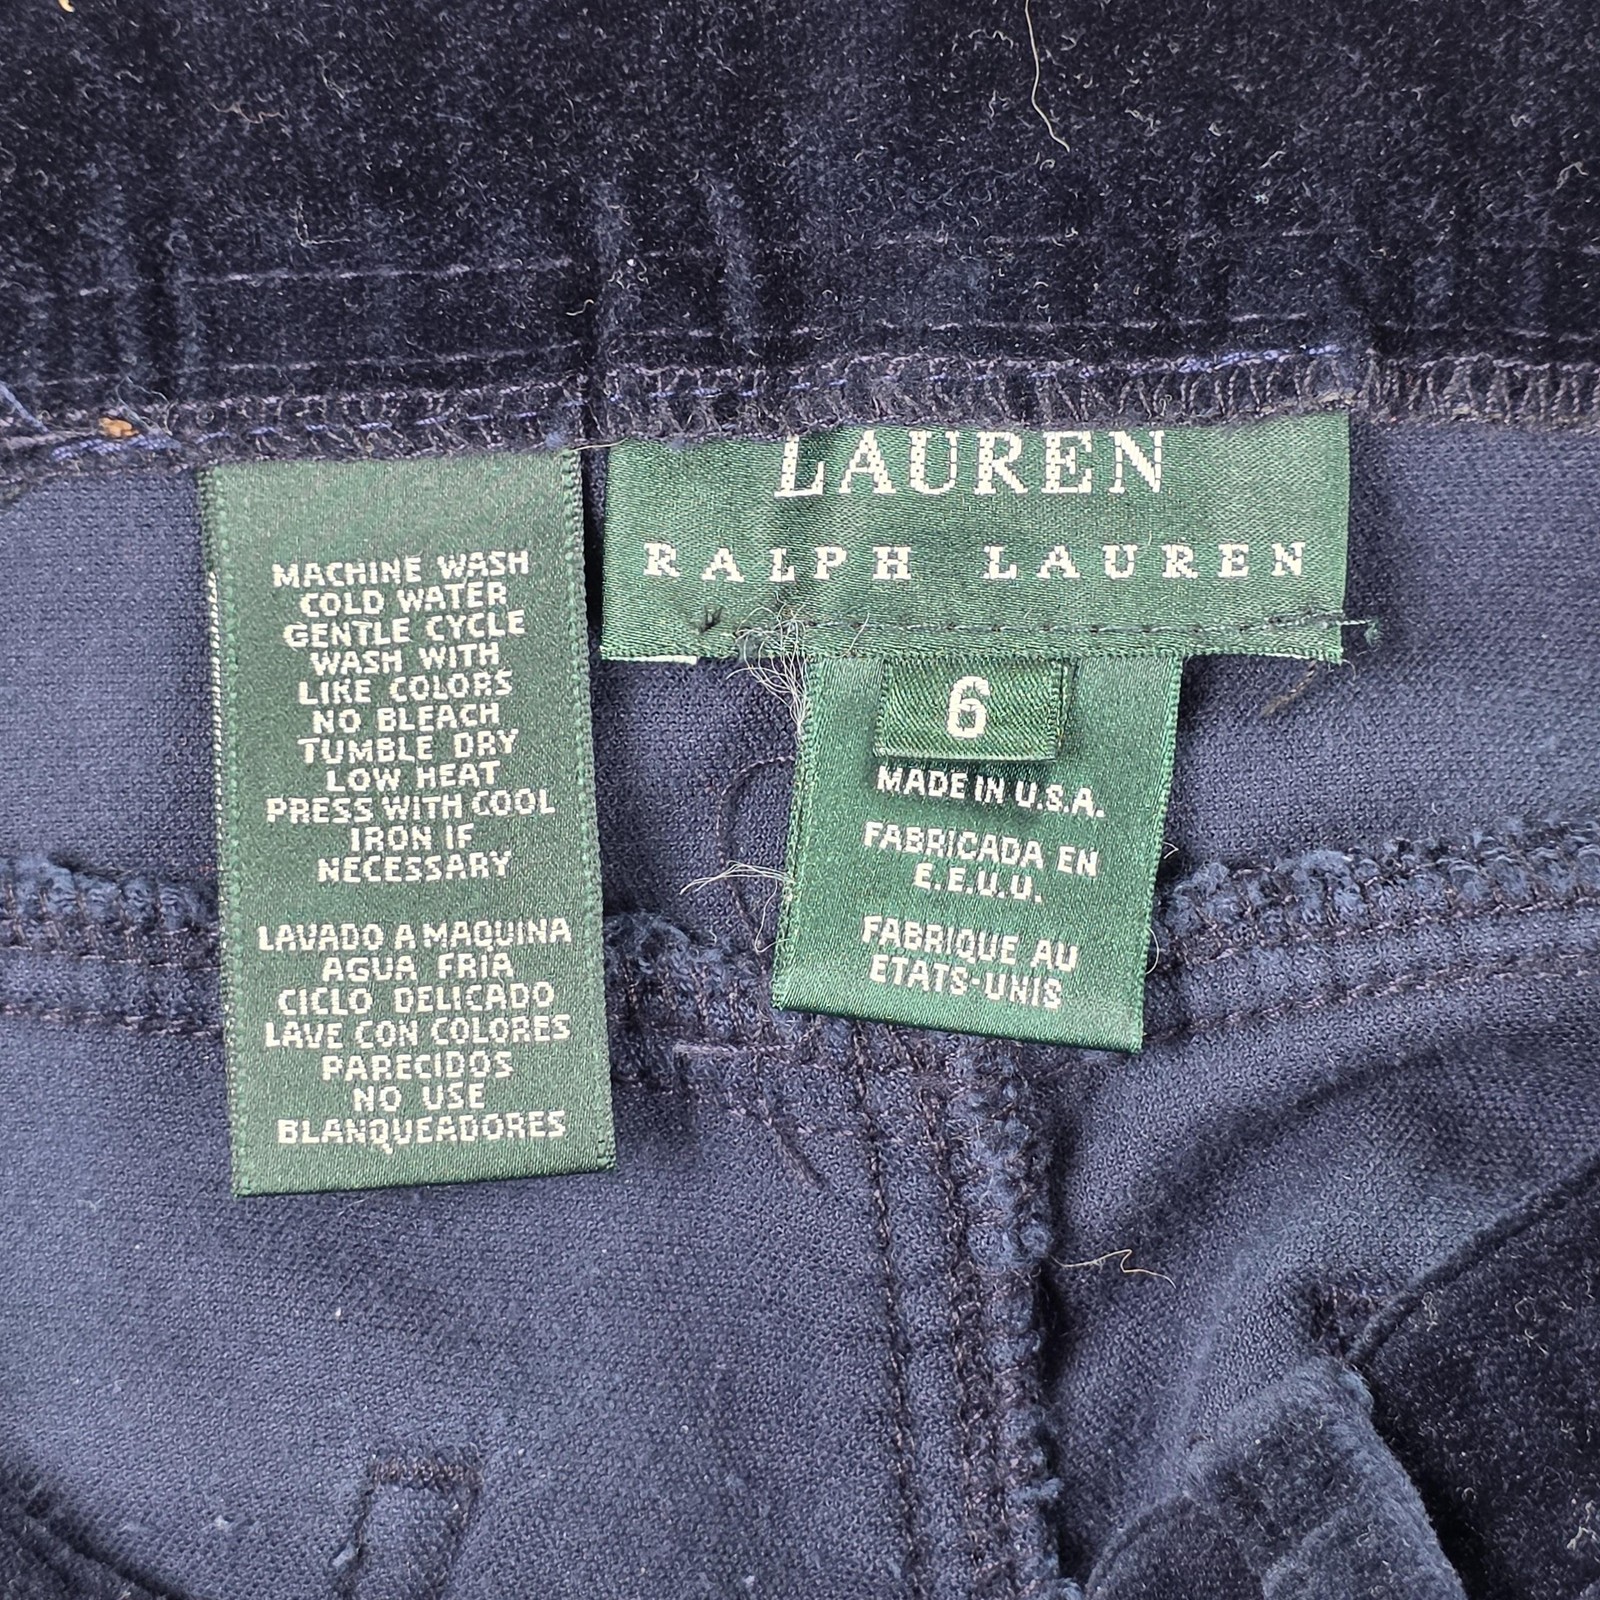 MACHINE WASH
COLD WATER
GENTLE CYCLE
WASH WITH
LIKE COLORS
NO BLEACH
TUMBLE DRY
LOW HEAT
PRESS WITH COOL
IRON IF
NECESSARY
LAVADO A MAQUINA
AGUA FRIA
CICLO DELICADO
LAVE CON COLORES
PARECIDOS
NO USE
BLANQUEADORES
LAUREN
RALPH LAUREN
6
MADE IN U.S.A.
FABRICADA EN
E.E.U.U.
FABRIQUE AU
ETATS-UNIS